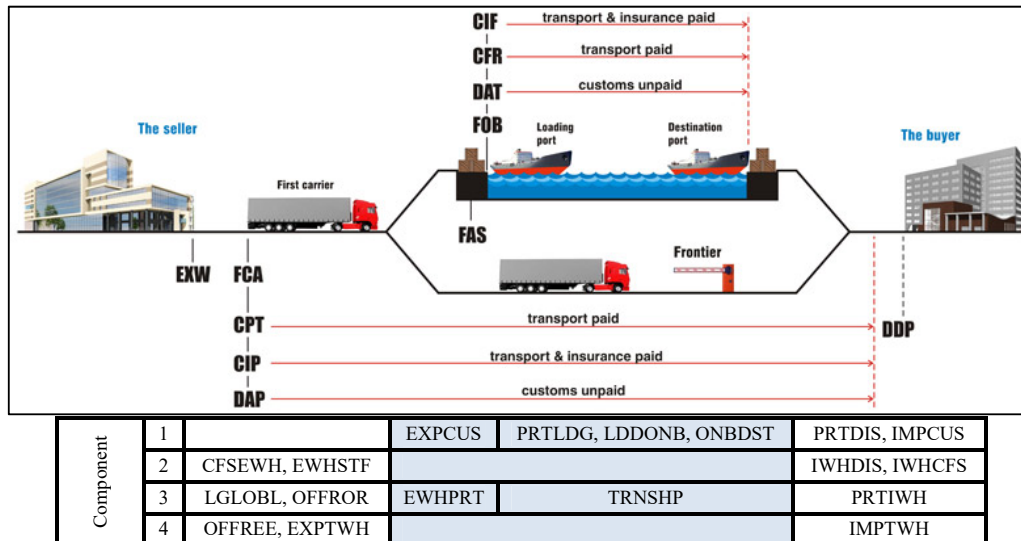 CIF transport & insurance paid
CFR transport paid
DAT customs unpaid
The seller
FOB
Loading port
Destination port
The buyer
First carrier
FAS
Frontier
EXW
FCA
CPT transport paid
DDP
CIP transport & insurance paid
DAP customs unpaid
Component
1 EXPCUS PRTLDG, LDDONB, ONBDST PRTDIS, IMPCUS
2 CFSEWH, EWHSTF IWHDIS, IWHCFS
3 LGLOBL, OFFROR EWHPRT TRNSHP PRTIWH
4 OFFREE, EXPTWH IMPTWH